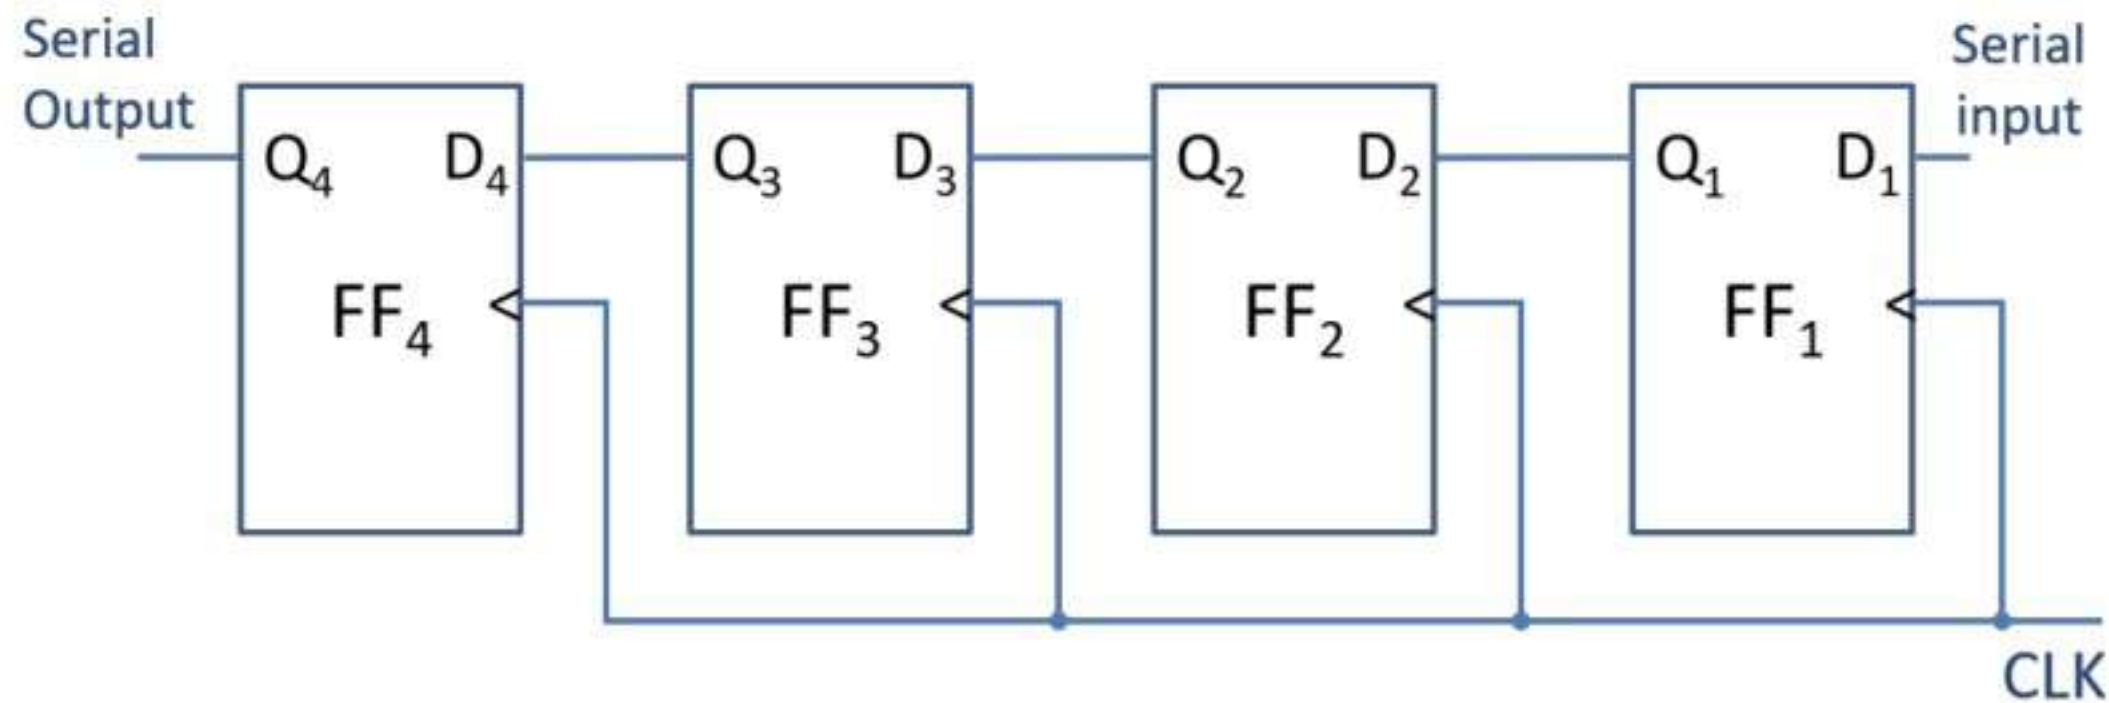 Serial
Output
Serial
input
Q₄ D₄
Q₃ D₃
Q₂ D₂
Q₁ D₁
FF₄ <
FF₃ <
FF₂ <
FF₁ <
CLK